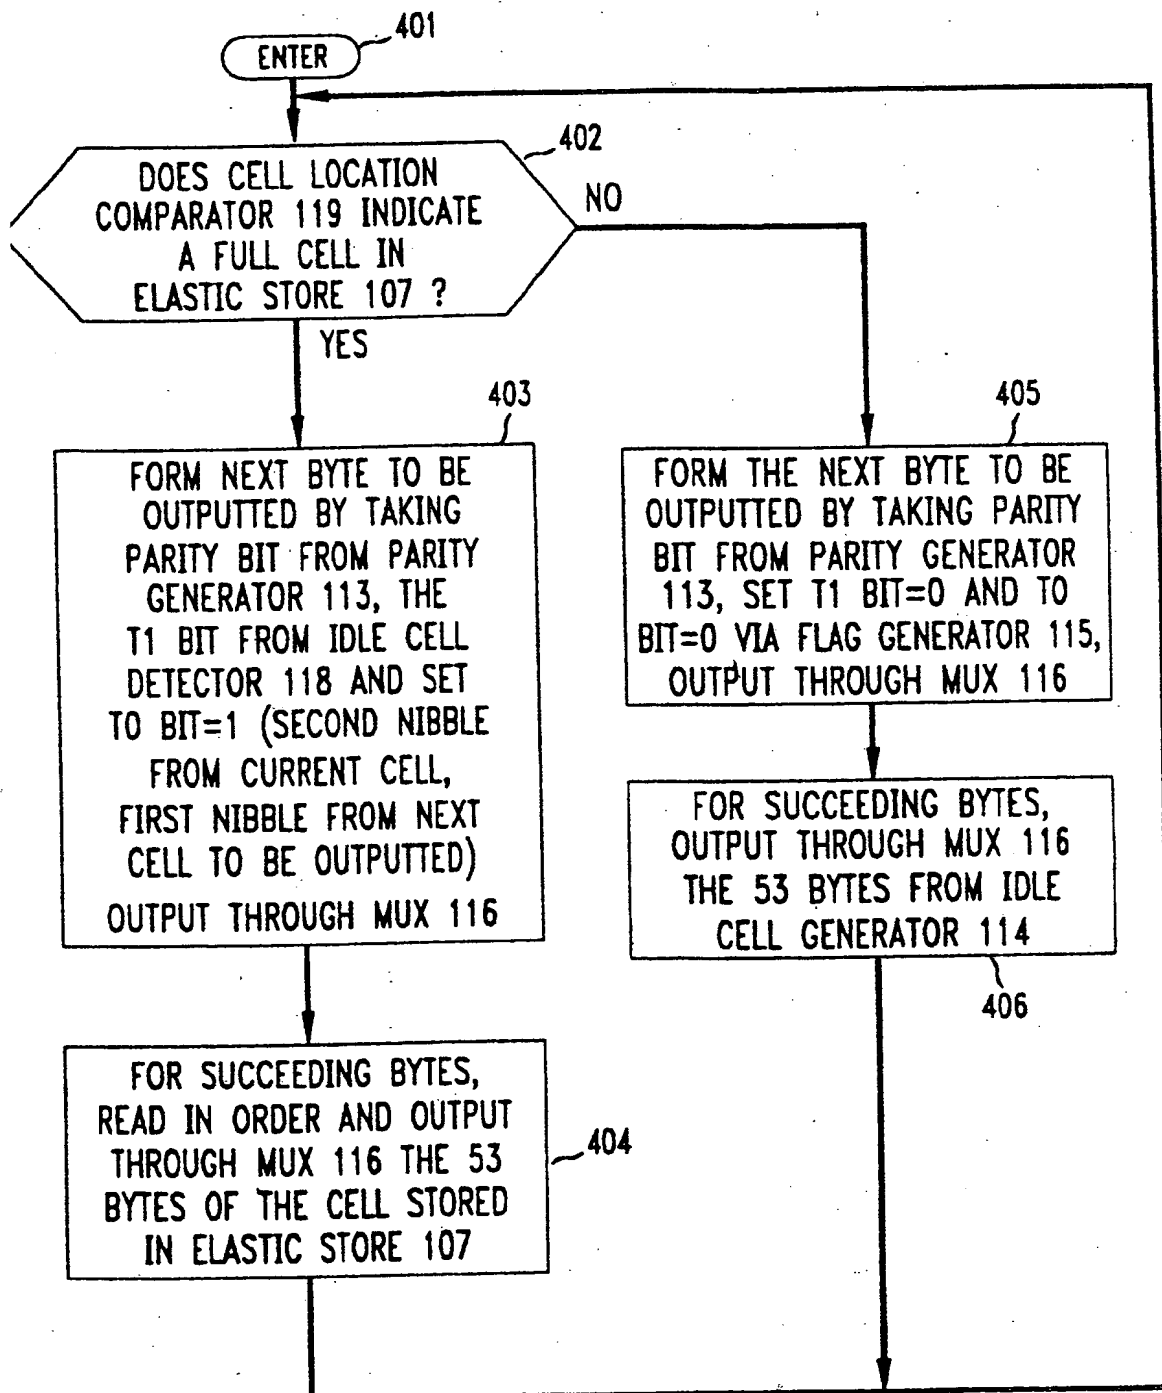 401
ENTER
402
DOES CELL LOCATION
COMPARATOR 119 INDICATE
A FULL CELL IN
ELASTIC STORE 107 ?
NO
YES
403
FORM NEXT BYTE TO BE
OUTPUTTED BY TAKING
PARITY BIT FROM PARITY
GENERATOR 113, THE
T1 BIT FROM IDLE CELL
DETECTOR 118 AND SET
TO BIT=1 (SECOND NIBBLE
FROM CURRENT CELL,
FIRST NIBBLE FROM NEXT
CELL TO BE OUTPUTTED)
OUTPUT THROUGH MUX 116
405
FORM THE NEXT BYTE TO BE
OUTPUTTED BY TAKING PARITY
BIT FROM PARITY GENERATOR
113, SET T1 BIT=0 AND TO
BIT=0 VIA FLAG GENERATOR 115,
OUTPUT THROUGH MUX 116
FOR SUCCEEDING BYTES,
OUTPUT THROUGH MUX 116
THE 53 BYTES FROM IDLE
CELL GENERATOR 114
406
FOR SUCCEEDING BYTES,
READ IN ORDER AND OUTPUT
THROUGH MUX 116 THE 53
BYTES OF THE CELL STORED
IN ELASTIC STORE 107
404